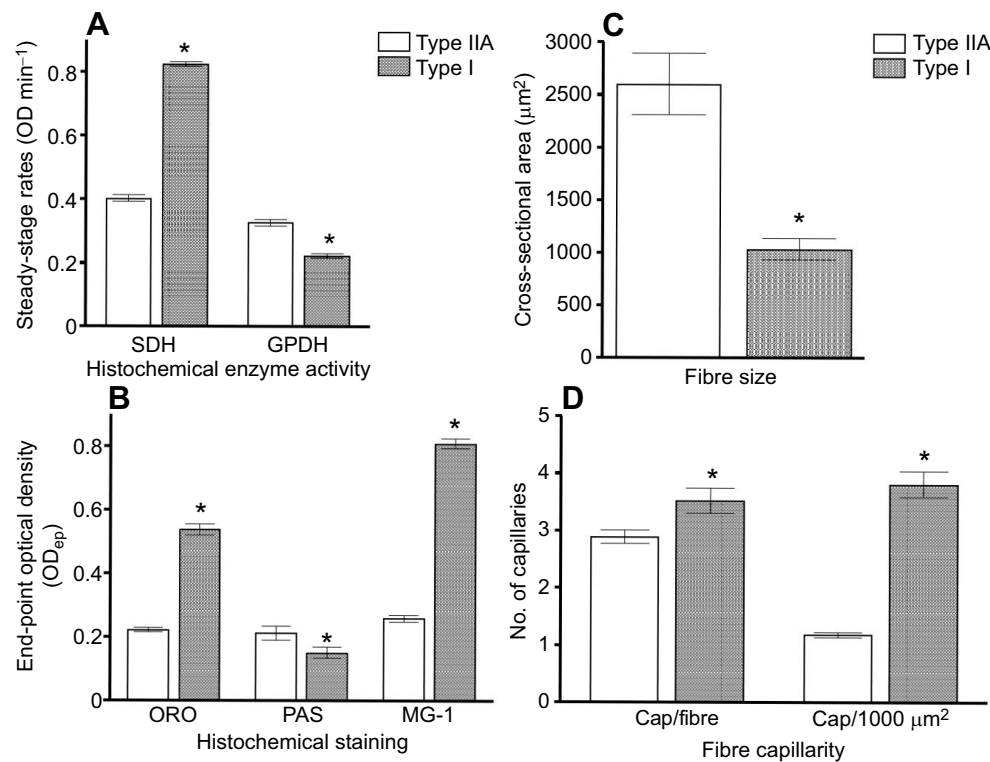 A
Steady-stage rates (OD min⁻¹)
0.8
0.6
0.4
0.2
0
*
*
Type IIA
Type I
SDH GPDH
Histochemical enzyme activity
C
Cross-sectional area (μm²)
3000
2500
2000
1500
1000
500
0
*
Type IIA
Type I
Fibre size
B
End-point optical density
(ODep)
0.8
0.6
0.4
0.2
0
*
*
*
ORO PAS MG-1
Histochemical staining
D
No. of capillaries
5
4
3
2
1
0
*
*
Cap/fibre Cap/1000 μm²
Fibre capillarity